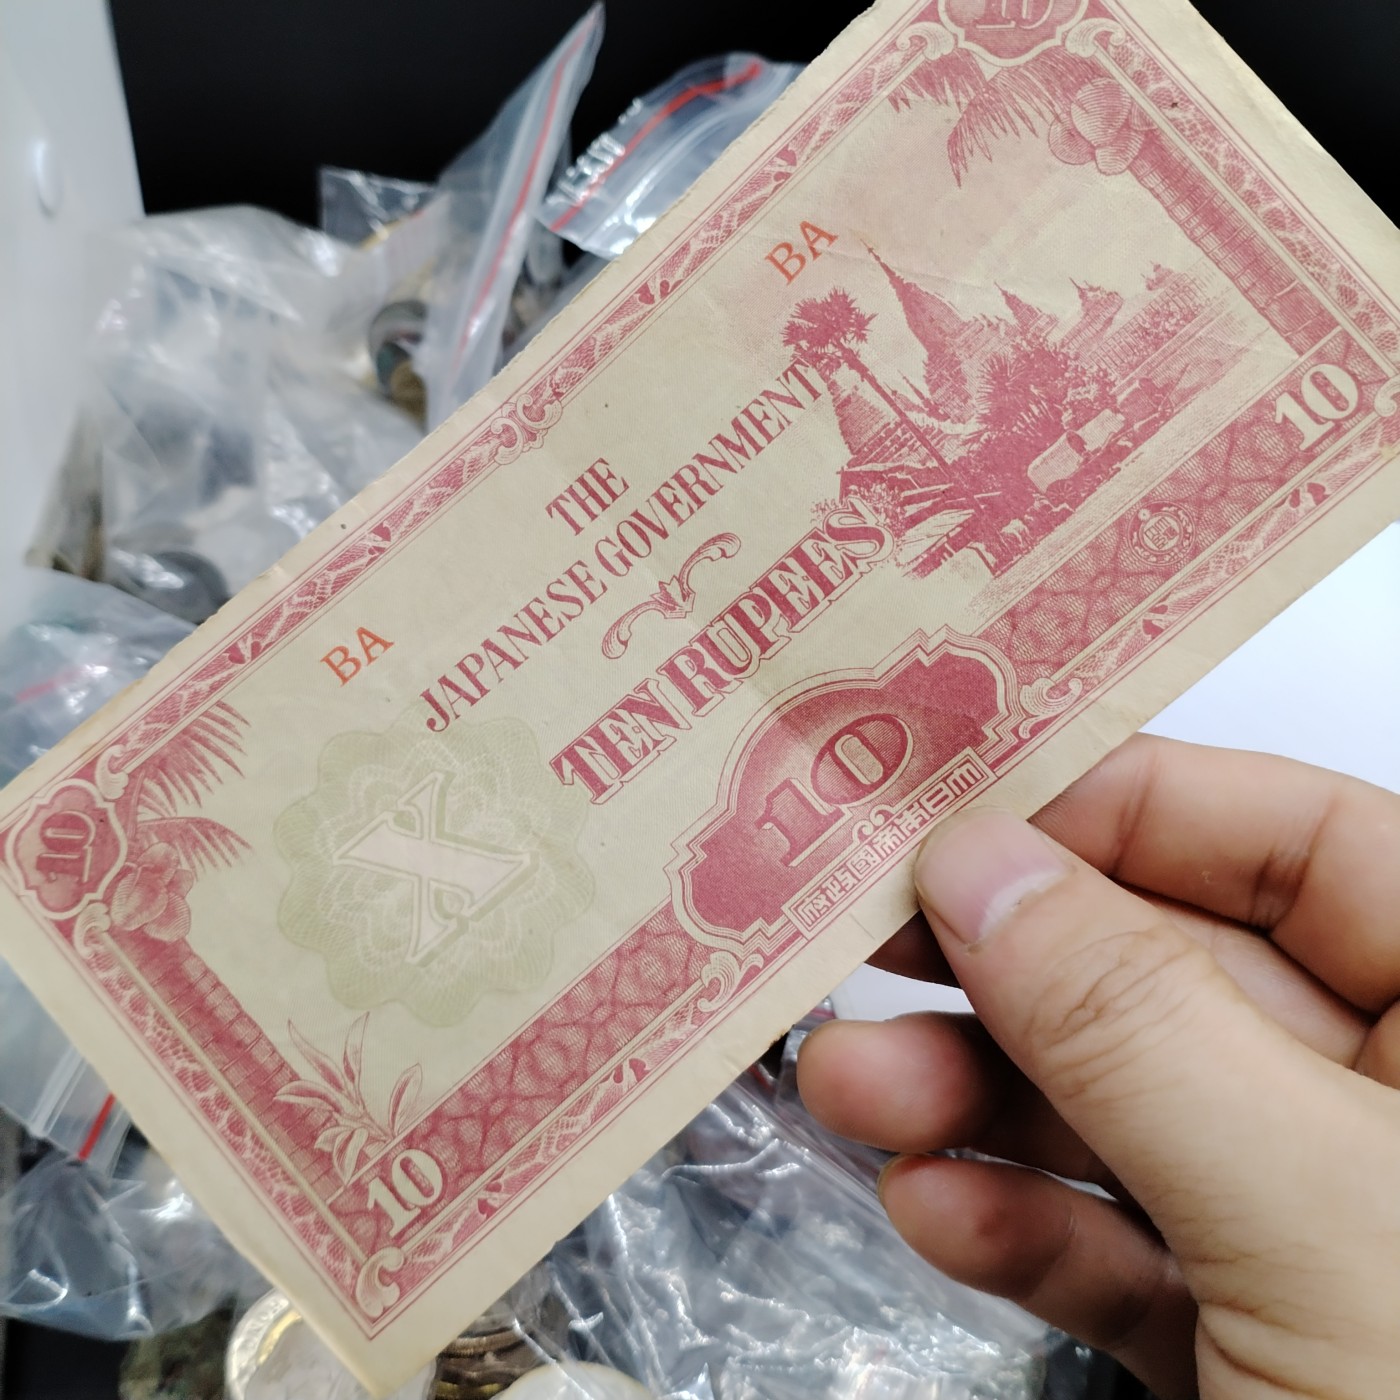 10
10
BA
BA
THE
JAPANESE GOVERNMENT
TEN RUPEES
X
10
大日本帝國政府
10
10